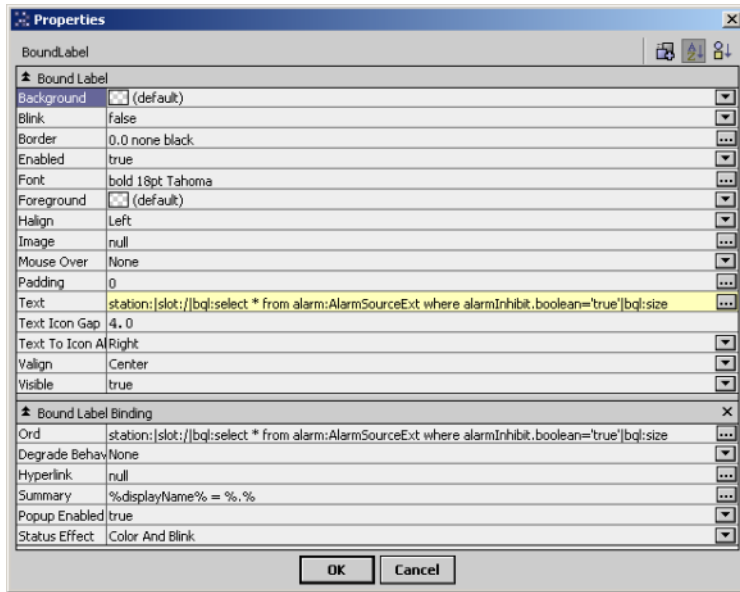 Properties
BoundLabel
Bound Label
Background (default)
Blink false
Border 0.0 none black
Enabled true
Font bold 18pt Tahoma
Foreground (default)
Halign Left
Image null
Mouse Over None
Padding 0
Text station:|slot:/|bql:select * from alarm:AlarmSourceExt where alarmInhibit.boolean='true'|bql:size
Text Icon Gap 4.0
Text To Icon Al Right
Valign Center
Visible true
Bound Label Binding
Ord station:|slot:/|bql:select * from alarm:AlarmSourceExt where alarmInhibit.boolean='true'|bql:size
Degrade Behav None
Hyperlink null
Summary %displayName% = %.%
Popup Enabled true
Status Effect Color And Blink
OK Cancel